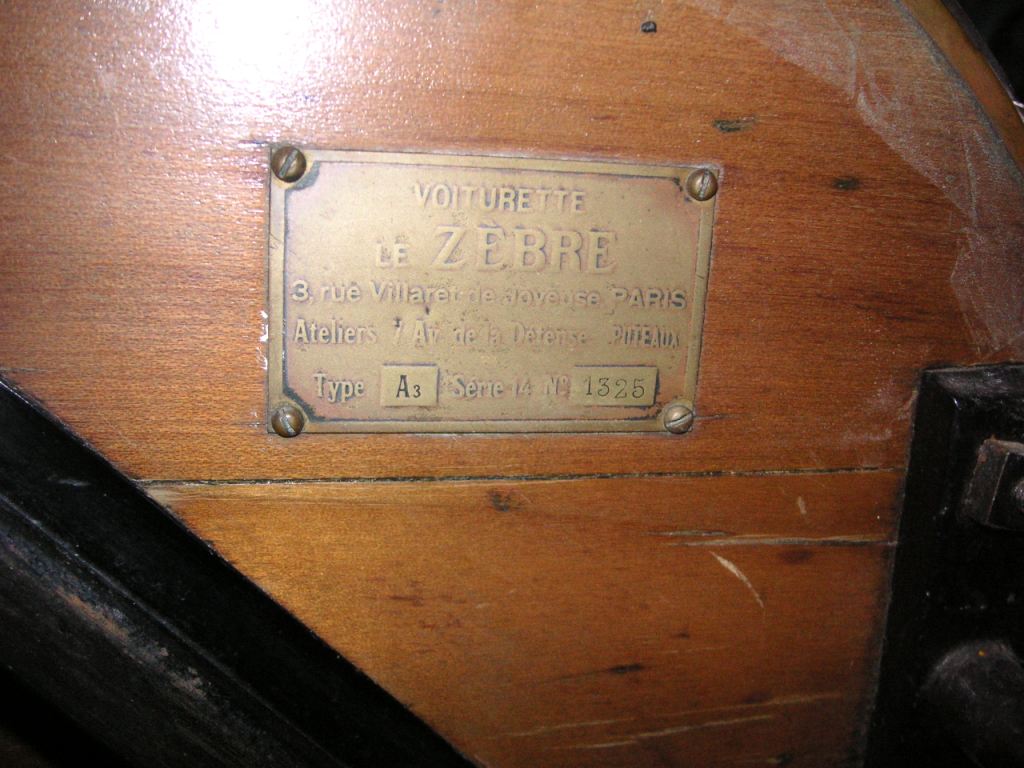 VOITURETTE
LE ZÈBRE
3, rue Villaret de Joyeuse PARIS
Ateliers 7 Av. de la Défense PUTEAUX
Type A3 Série 14 No 1325